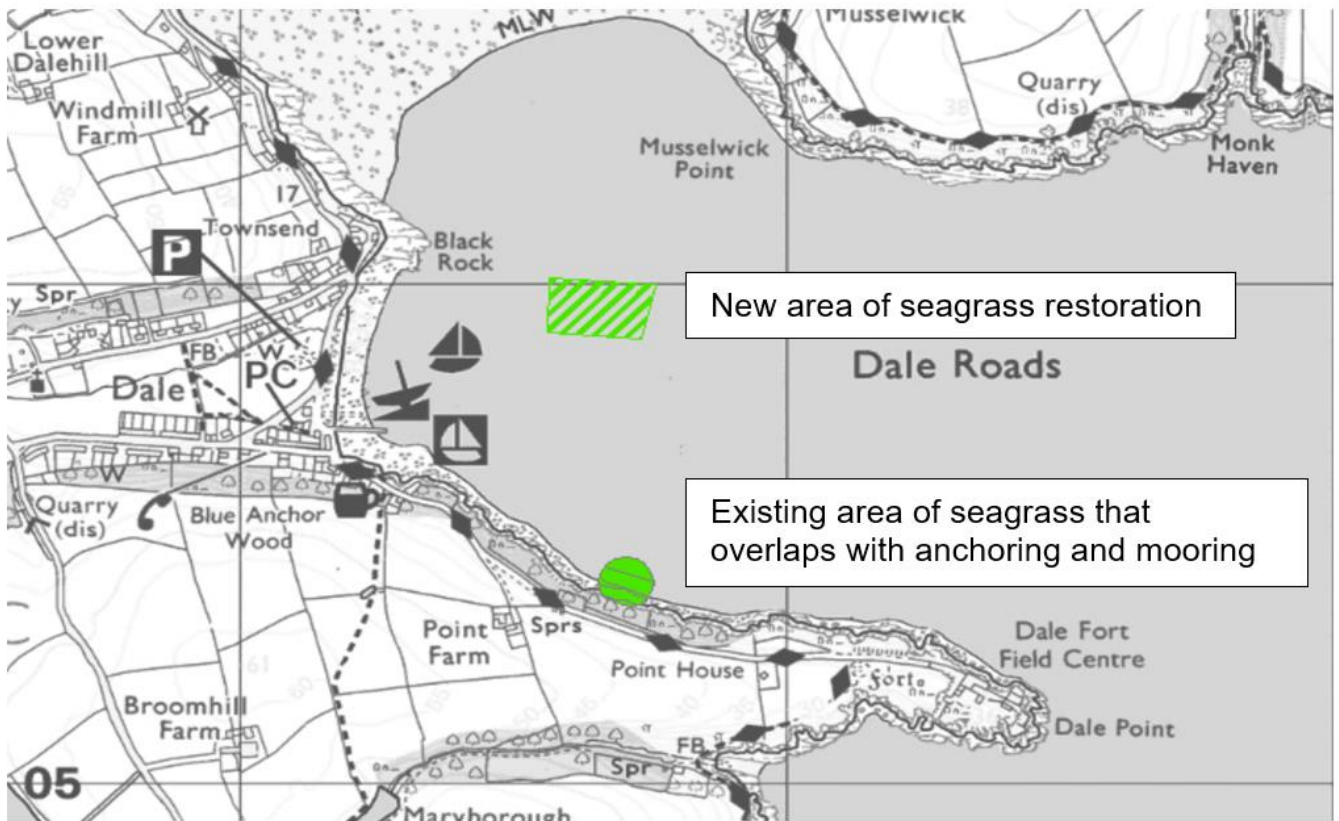 MLW
Musselwick
Lower
Dalehill
Windmill
Farm
Quarry
(dis)
38
Musselwick
Point
Monk
Haven
17
Townsend
P
Black
Rock
Spr
New area of seagrass restoration
FB
W
PC
Dale
Dale Roads
W
Quarry
(dis)
Blue Anchor
Wood
Existing area of seagrass that
overlaps with anchoring and mooring
Point
Farm
Sprs
Point House
Dale Fort
Field Centre
61
60
Fort
Broomhill
Farm
Dale Point
FB
Spr
05
Maryborough